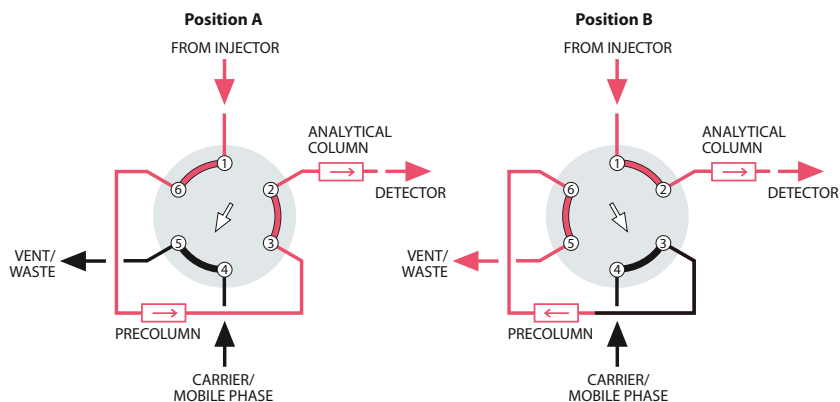 Position A
FROM INJECTOR
ANALYTICAL
COLUMN
DETECTOR
1
2
3
4
5
6
VENT/
WASTE
PRECOLUMN
CARRIER/
MOBILE PHASE
Position B
FROM INJECTOR
ANALYTICAL
COLUMN
DETECTOR
1
2
3
4
5
6
VENT/
WASTE
PRECOLUMN
CARRIER/
MOBILE PHASE